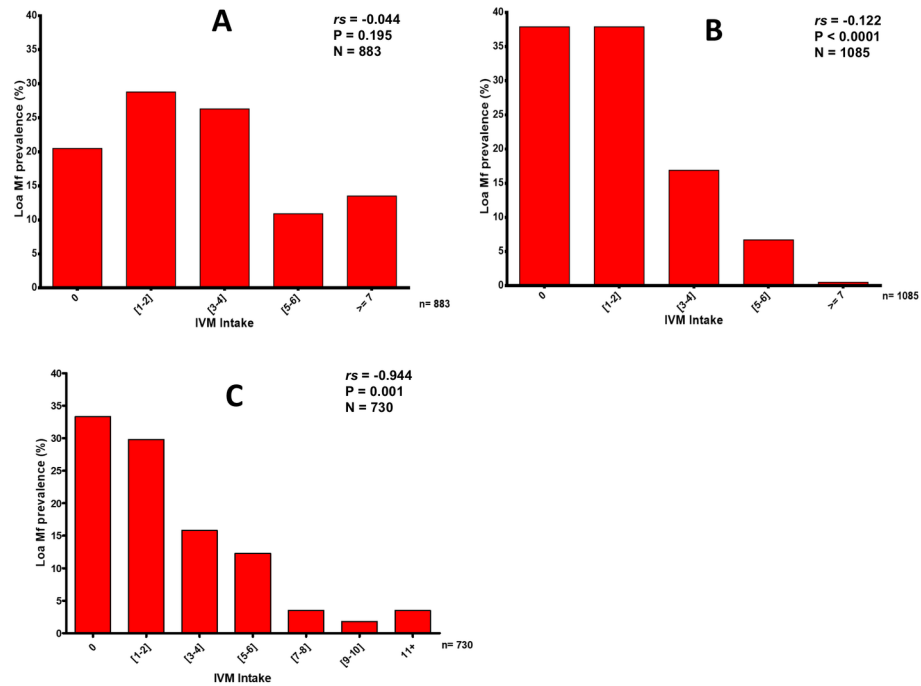 A
rs = -0.044
P = 0.195
N = 883
Loa Mf prevalence (%)
40
35
30
25
20
15
10
5
0
0
[1-2]
[3-4]
[5-6]
>= 7
n= 883
IVM Intake
B
rs = -0.122
P < 0.0001
N = 1085
Loa Mf prevalence (%)
40
35
30
25
20
15
10
5
0
0
[1-2]
[3-4]
[5-6]
>= 7
n= 1085
IVM Intake
C
rs = -0.944
P = 0.001
N = 730
Loa Mf prevalence (%)
40
35
30
25
20
15
10
5
0
0
[1-2]
[3-4]
[5-6]
[7-8]
[9-10]
11+
n= 730
IVM Intake